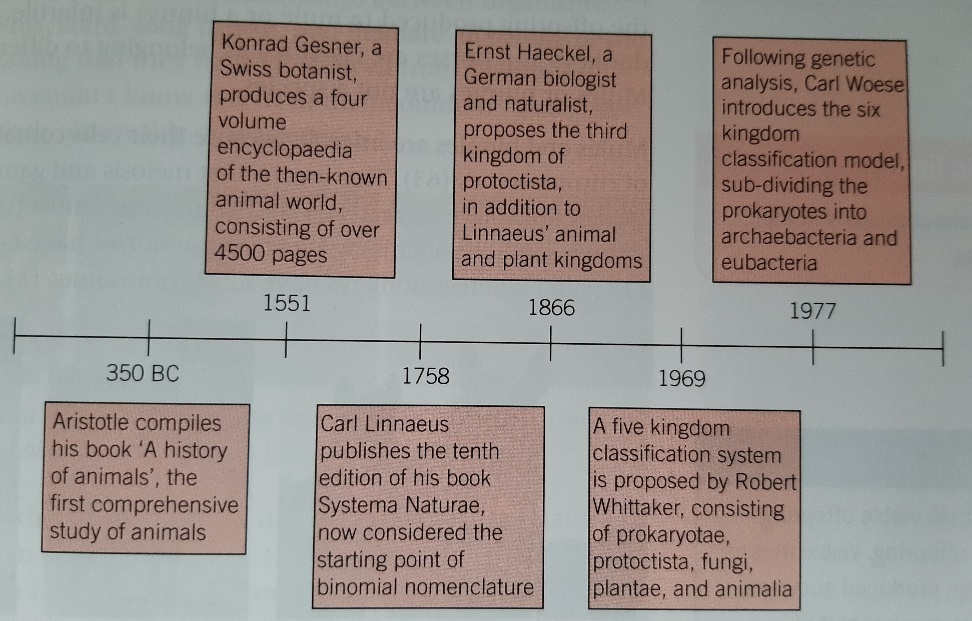 Konrad Gesner, a
Swiss botanist,
produces a four
volume
encyclopaedia
of the then-known
animal world,
consisting of over
4500 pages
Ernst Haeckel, a
German biologist
and naturalist,
proposes the third
kingdom of
protoctista,
in addition to
Linnaeus' animal
and plant kingdoms
Following genetic
analysis, Carl Woese
introduces the six
kingdom
classification model,
sub-dividing the
prokaryotes into
archaebacteria and
eubacteria
1551
1866
1977
350 BC
1758
1969
Aristotle compiles
his book 'A history
of animals', the
first comprehensive
study of animals
Carl Linnaeus
publishes the tenth
edition of his book
Systema Naturae,
now considered the
starting point of
binomial nomenclature
A five kingdom
classification system
is proposed by Robert
Whittaker, consisting
of prokaryotae,
protoctista, fungi,
plantae, and animalia